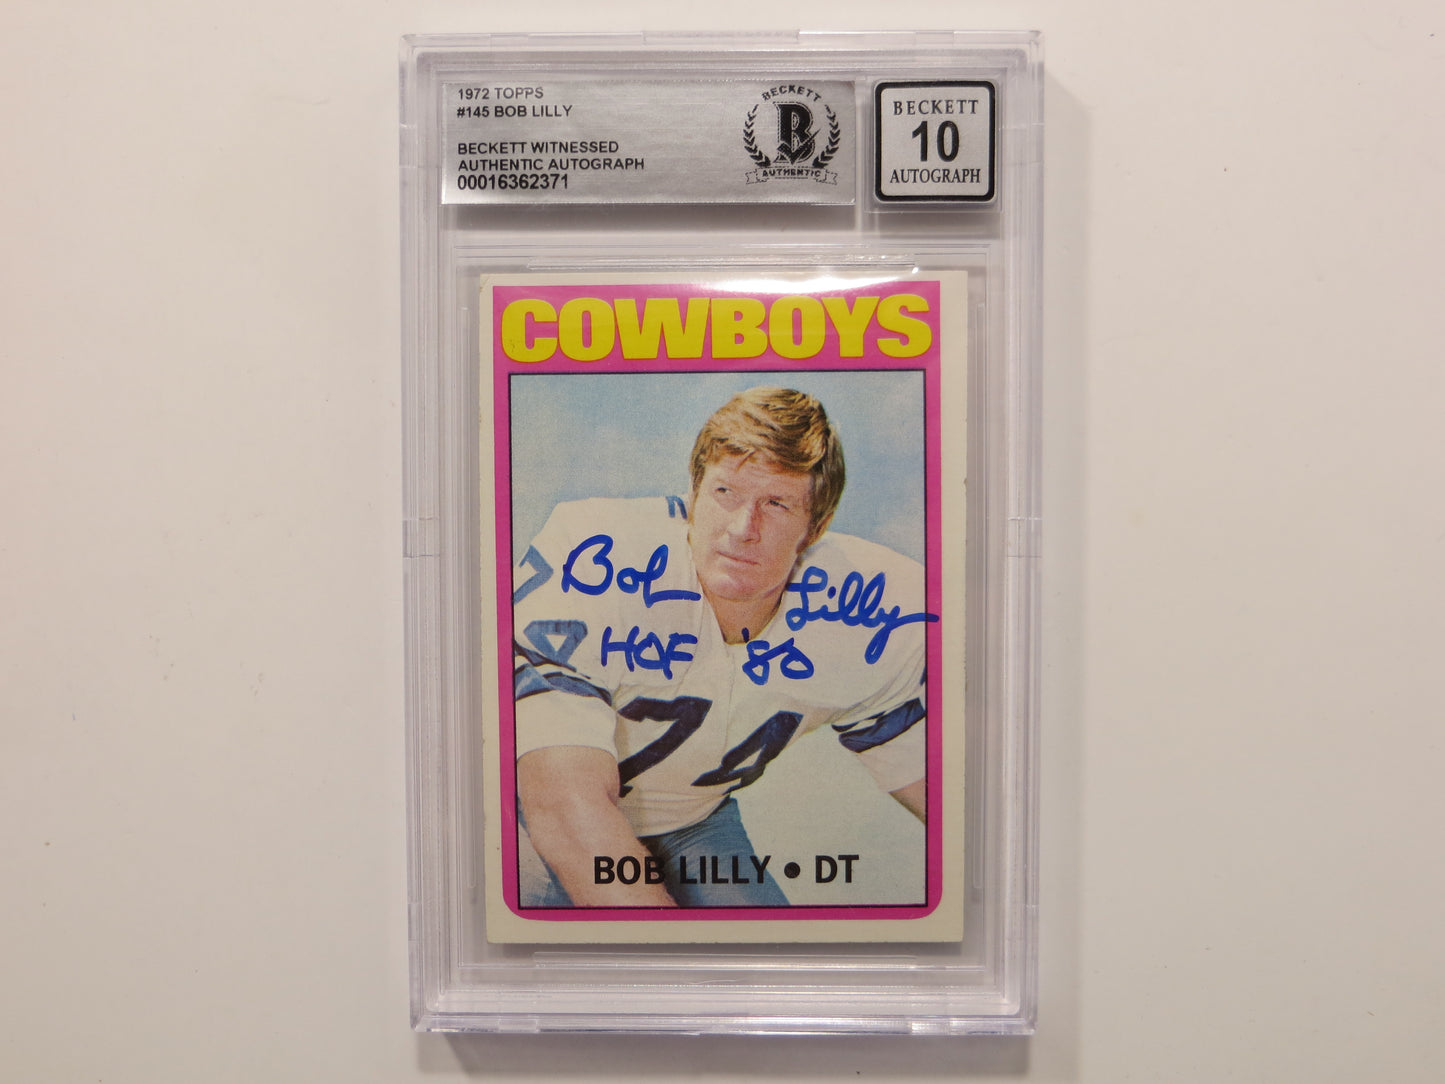 1972 TOPPS
#145 BOB LILLY
BECKETT WITNESSED
AUTHENTIC AUTOGRAPH
00016362371
BECKETT
B
AUTHENTIC
BECKETT
10
AUTOGRAPH
COWBOYS
74
Bob Lilly
HOF '80
74
BOB LILLY • DT